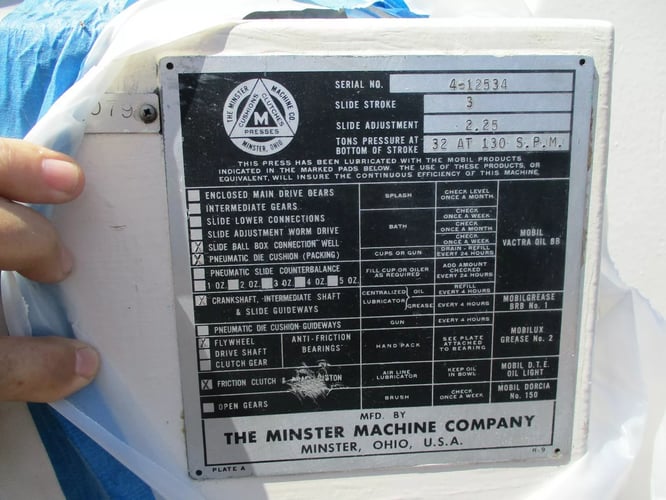 079
THE MINSTER MACHINE CO.
CUSHIONS CLUTCHES
M
PRESSES
MINSTER, OHIO
SERIAL NO. 4-12534
SLIDE STROKE 3
SLIDE ADJUSTMENT 2.25
TONS PRESSURE AT
BOTTOM OF STROKE 32 AT 130 S.P.M.
THIS PRESS HAS BEEN LUBRICATED WITH THE MOBIL PRODUCTS
INDICATED IN THE MARKED PADS BELOW. THE USE OF THESE PRODUCTS, OR
EQUIVALENT, WILL INSURE THE CONTINUOUS EFFICIENCY OF THIS MACHINE.
ENCLOSED MAIN DRIVE GEARS
INTERMEDIATE GEARS
SLIDE LOWER CONNECTIONS
SLIDE ADJUSTMENT WORM DRIVE
X SLIDE BALL BOX CONNECTION WELL
X PNEUMATIC DIE CUSHION (PACKING)
PNEUMATIC SLIDE COUNTERBALANCE
1 OZ. 2 OZ. 3 OZ. 4 OZ. 5 OZ.
SPLASH
BATH
CUPS OR GUN
FILL CUP OR OILER
AS REQUIRED
CHECK LEVEL
ONCE A MONTH
CHECK
ONCE A WEEK
CHECK
ONCE A MONTH
CHECK
ONCE A WEEK
DRAIN - REFILL
EVERY 24 HOURS
ADD AMOUNT
CHECKED
EVERY 24 HOURS
MOBIL
VACTRA OIL BB
X CRANKSHAFT, INTERMEDIATE SHAFT
& SLIDE GUIDEWAYS
CENTRALIZED OIL
LUBRICATOR GREASE
REFILL
EVERY 4 HOURS
EVERY 4 HOURS
MOBILGREASE
BRB No. 1
PNEUMATIC DIE CUSHION GUIDEWAYS
GUN
EVERY 4 HOURS
X FLYWHEEL
DRIVE SHAFT
CLUTCH GEAR
ANTI-FRICTION
BEARINGS
HAND PACK
SEE PLATE
ATTACHED
TO BEARING
MOBILUX
GREASE No. 2
X FRICTION CLUTCH & PISTON
AIR LINE
LUBRICATOR
KEEP OIL
IN BOWL
MOBIL D.T.E.
OIL LIGHT
OPEN GEARS
BRUSH
CHECK
ONCE A WEEK
MOBIL DORCIA
No. 150
MFD. BY
THE MINSTER MACHINE COMPANY
MINSTER, OHIO, U.S.A.
PLATE A